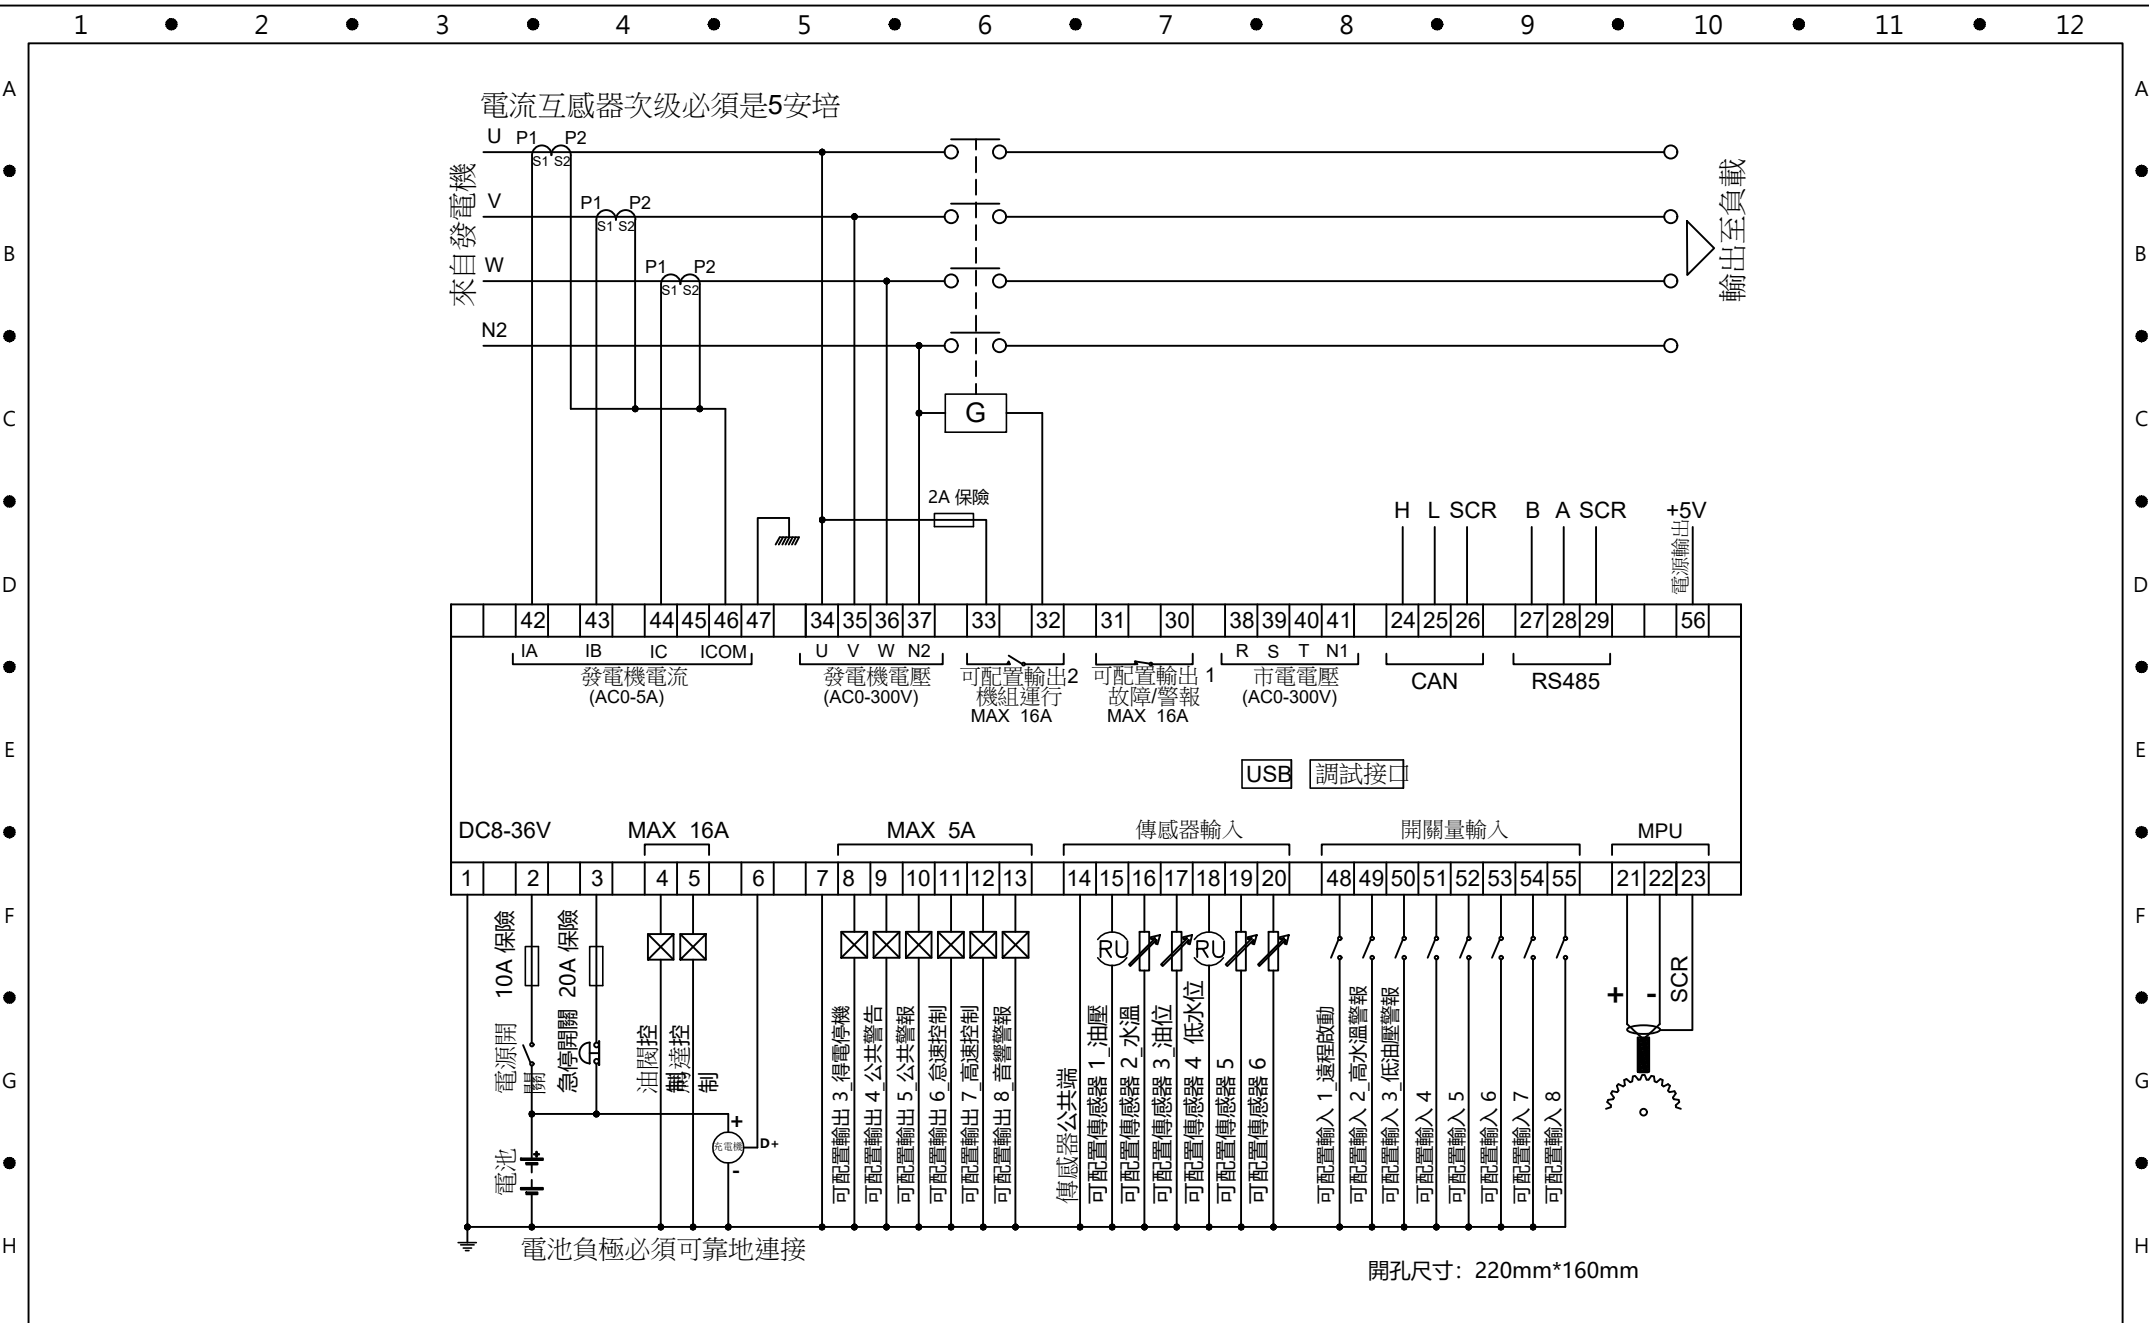 1 2 3 4 5 6 7 8 9 10 11 12
A A
電流互感器次级必須是5安培
U P1 P2
S1 S2
來自發電機
V P1 P2
S1 S2
輸出至負載
B B
W P1 P2
S1 S2
N2
C C
G
2A 保險
H L SCR B A SCR +5V
電源輸出
D D
42 43 44 45 46 47 34 35 36 37 33 32 31 30 38 39 40 41 24 25 26 27 28 29 56
IA IB IC ICOM U V W N2 R S T N1
發電機電流 發電機電壓 可配置輸出2 可配置輸出 1 市電電壓 CAN RS485
(AC0-5A) (AC0-300V) 機組運行 故障/警報 (AC0-300V)
MAX 16A MAX 16A
E E
USB 調試接口
DC8-36V MAX 16A MAX 5A 傳感器輸入 開關量輸入 MPU
1 2 3 4 5 6 7 8 9 10 11 12 13 14 15 16 17 18 19 20 48 49 50 51 52 53 54 55 21 22 23
F F
10A 保險
20A 保險
RU RU
+ - SCR
電源開
關
急停開關
油閥控
制
馬達控
制
G G
可配置輸出 3_得電停機
可配置輸出 4_公共警告
可配置輸出 5_公共警報
可配置輸出 6_怠速控制
可配置輸出 7_高速控制
可配置輸出 8_音響警報
傳感器公共端
可配置傳感器 1_油壓
可配置傳感器 2_水溫
可配置傳感器 3_油位
可配置傳感器 4_低水位
可配置傳感器 5
可配置傳感器 6
可配置輸入 1_遠程啟動
可配置輸入 2_高水溫警報
可配置輸入 3_低油壓警報
可配置輸入 4
可配置輸入 5
可配置輸入 6
可配置輸入 7
可配置輸入 8
+
充電機 D+
-
電池
+
H H
電池負極必須可靠地連接
開孔尺寸：220mm*160mm